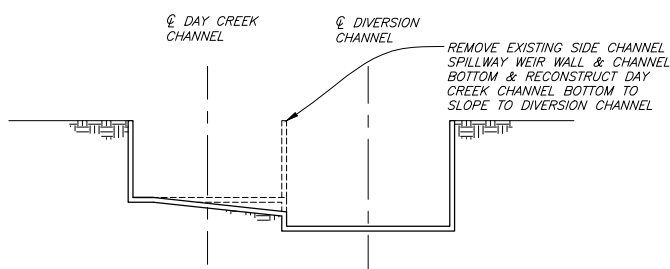 ℄ DAY CREEK
CHANNEL
℄ DIVERSION
CHANNEL
REMOVE EXISTING SIDE CHANNEL
SPILLWAY WEIR WALL & CHANNEL
BOTTOM & RECONSTRUCT DAY
CREEK CHANNEL BOTTOM TO
SLOPE TO DIVERSION CHANNEL